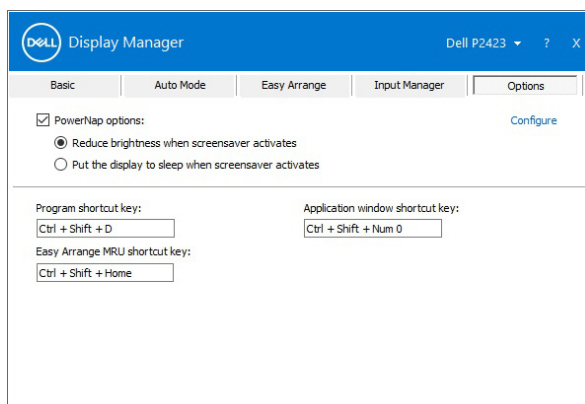 DELL Display Manager Dell P2423 ? X
Basic Auto Mode Easy Arrange Input Manager Options
PowerNap options: Configure
Reduce brightness when screensaver activates
Put the display to sleep when screensaver activates
Program shortcut key: Application window shortcut key:
Ctrl + Shift + D Ctrl + Shift + Num 0
Easy Arrange MRU shortcut key:
Ctrl + Shift + Home